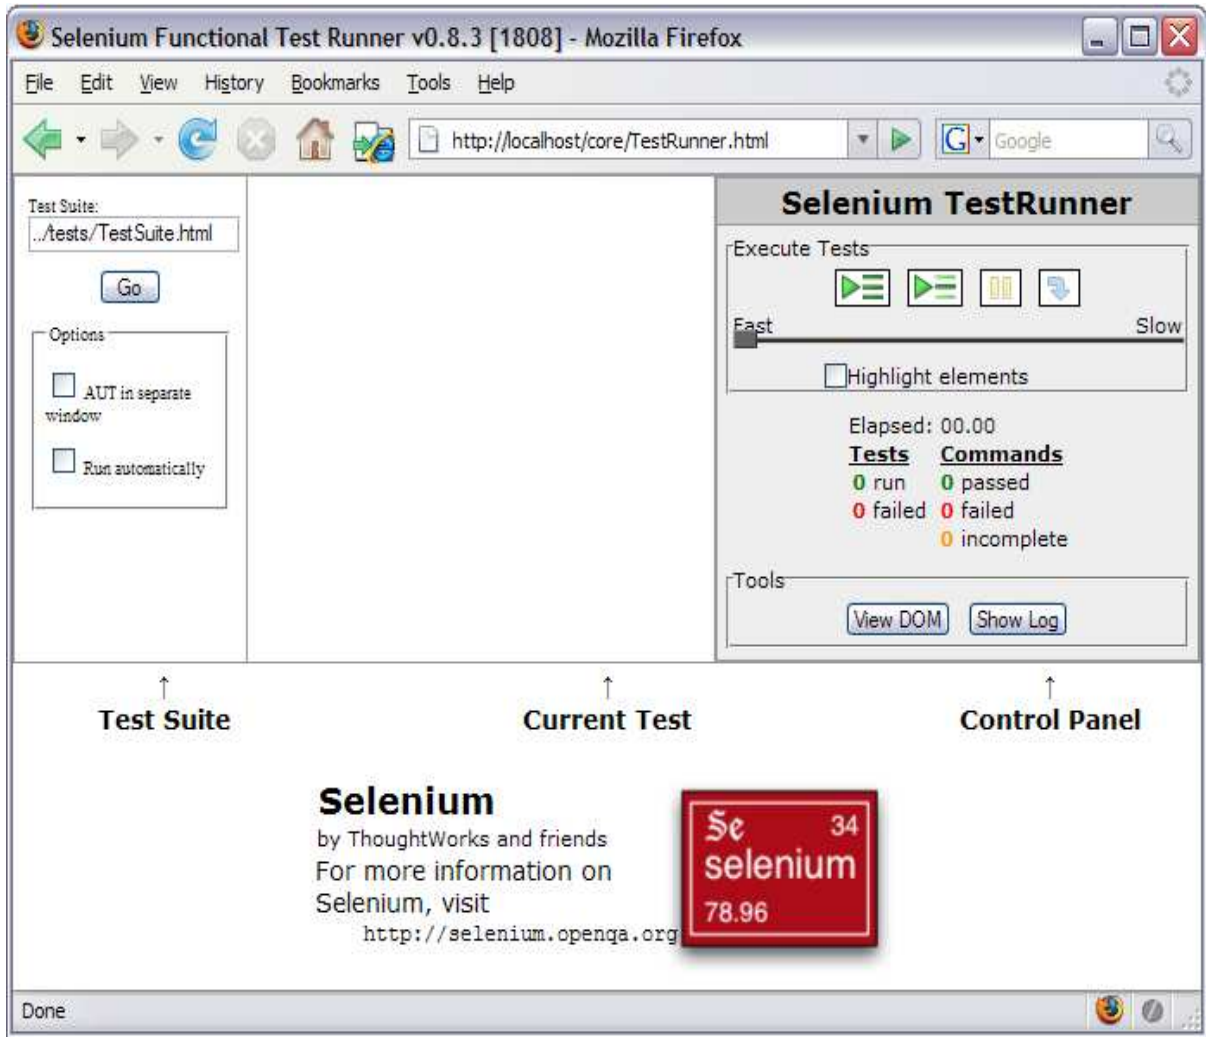 Selenium Functional Test Runner v0.8.3 [1808] - Mozilla Firefox
File Edit View History Bookmarks Tools Help
http://localhost/core/TestRunner.html
G Google
Test Suite:
../tests/TestSuite.html
Go
Options
AUT in separate
window
Run automatically
Selenium TestRunner
Execute Tests
Fast Slow
Highlight elements
Elapsed: 00.00
Tests Commands
0 run 0 passed
0 failed 0 failed
0 incomplete
Tools
View DOM Show Log
↑ ↑ ↑
Test Suite Current Test Control Panel
Selenium
by ThoughtWorks and friends
For more information on
Selenium, visit
http://selenium.openqa.org
Se 34
selenium
78.96
Done